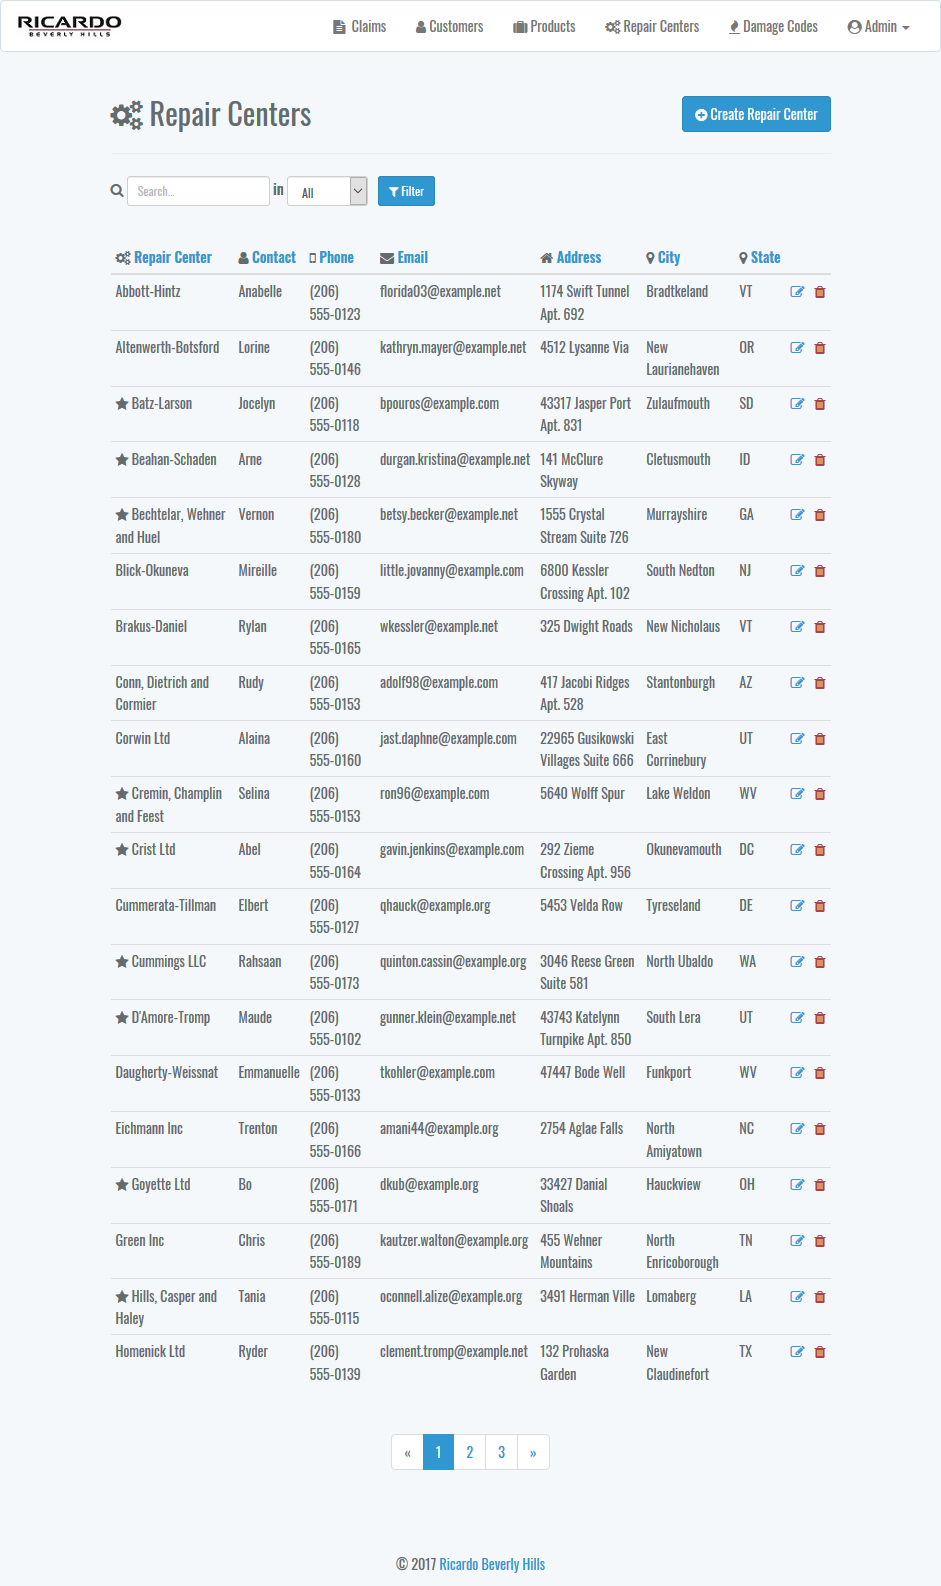 RICARDO
BEVERLY HILLS
Claims Customers Products Repair Centers Damage Codes Admin
Repair Centers
Create Repair Center
Search... in All Filter
Repair Center Contact Phone Email Address City State
Abbott-Hintz Anabelle (206) florida03@example.net 1174 Swift Tunnel Bradtkeland VT
555-0123 Apt. 692
Altenwerth-Botsford Lorine (206) kathryn.mayer@example.net 4512 Lysanne Via New OR
555-0146 Laurianehaven
Batz-Larson Jocelyn (206) bpouros@example.com 43317 Jasper Port Zulaufmouth SD
555-0118 Apt. 831
Beahan-Schaden Arne (206) durgan.kristina@example.net 141 McClure Cletusmouth ID
555-0128 Skyway
Bechtelar, Wehner Vernon (206) betsy.becker@example.net 1555 Crystal Murrayshire GA
and Huel 555-0180 Stream Suite 726
Blick-Okuneva Mireille (206) little.jovanny@example.com 6800 Kessler South Nedton NJ
555-0159 Crossing Apt. 102
Brakus-Daniel Rylan (206) wkessler@example.net 325 Dwight Roads New Nicholaus VT
555-0165
Conn, Dietrich and Rudy (206) adolf98@example.com 417 Jacobi Ridges Stantonburgh AZ
Cormier 555-0153 Apt. 528
Corwin Ltd Alaina (206) jast.daphne@example.com 22965 Gusikowski East UT
555-0160 Villages Suite 666 Corrinebury
Cremin, Champlin Selina (206) ron96@example.com 5640 Wolff Spur Lake Weldon WV
and Feest 555-0153
Crist Ltd Abel (206) gavin.jenkins@example.com 292 Zieme Okunevamouth DC
555-0164 Crossing Apt. 956
Cummerata-Tillman Elbert (206) qhauck@example.org 5453 Velda Row Tyreseland DE
555-0127
Cummings LLC Rahsaan (206) quinton.cassin@example.org 3046 Reese Green North Ubaldo WA
555-0173 Suite 581
D'Amore-Tromp Maude (206) gunner.klein@example.net 43743 Katelynn South Lera UT
555-0102 Turnpike Apt. 850
Daugherty-Weissnat Emmanuelle (206) tkohler@example.com 47447 Bode Well Funkport WV
555-0133
Eichmann Inc Trenton (206) amani44@example.org 2754 Aglae Falls North NC
555-0166 Amiyatown
Goyette Ltd Bo (206) dkub@example.org 33427 Danial Hauckview OH
555-0171 Shoals
Green Inc Chris (206) kautzer.walton@example.org 455 Wehner North TN
555-0189 Mountains Enricoborough
Hills, Casper and Tania (206) oconnell.alize@example.org 3491 Herman Ville Lomaberg LA
Haley 555-0115
Homenick Ltd Ryder (206) clement.tromp@example.net 132 Prohaska New TX
555-0139 Garden Claudinefort
« 1 2 3 »
© 2017 Ricardo Beverly Hills